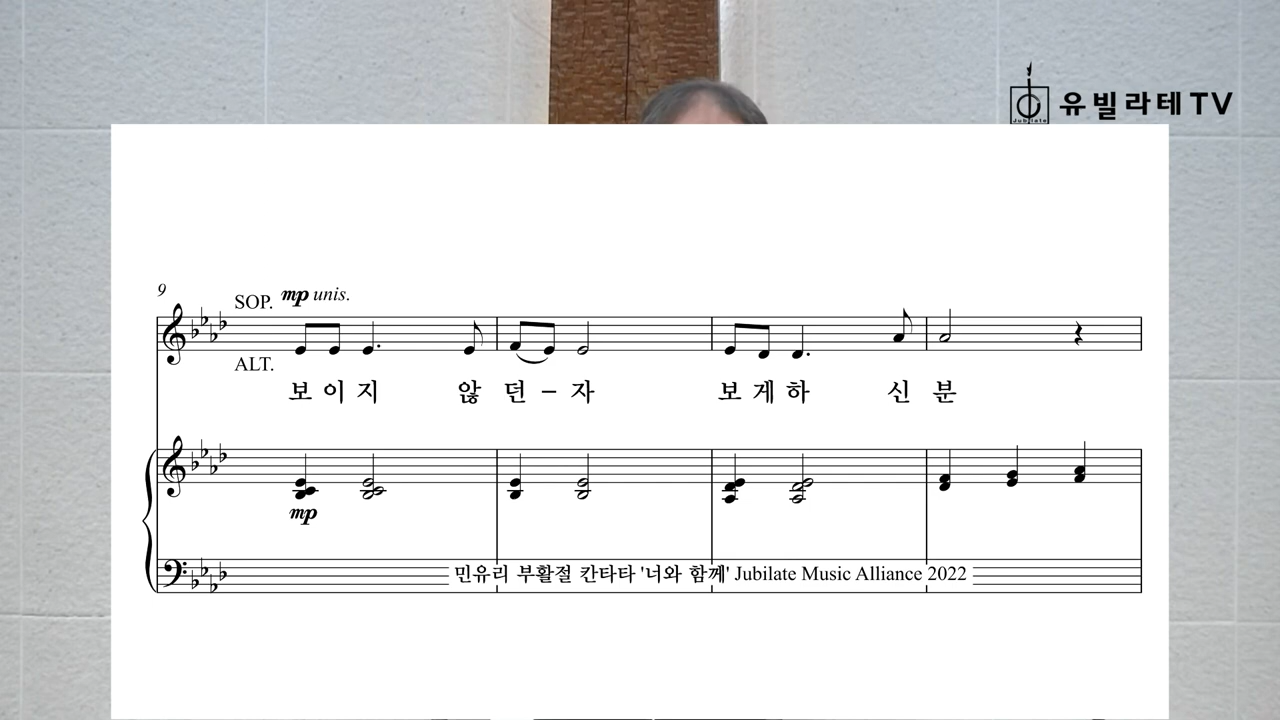 유빌라테TV
Jubilate
9
SOP. mp unis.
ALT.
보 이 지 않 던 – 자 보 게 하 신 분
mp
민유리 부활절 칸타타 '너와 함께' Jubilate Music Alliance 2022